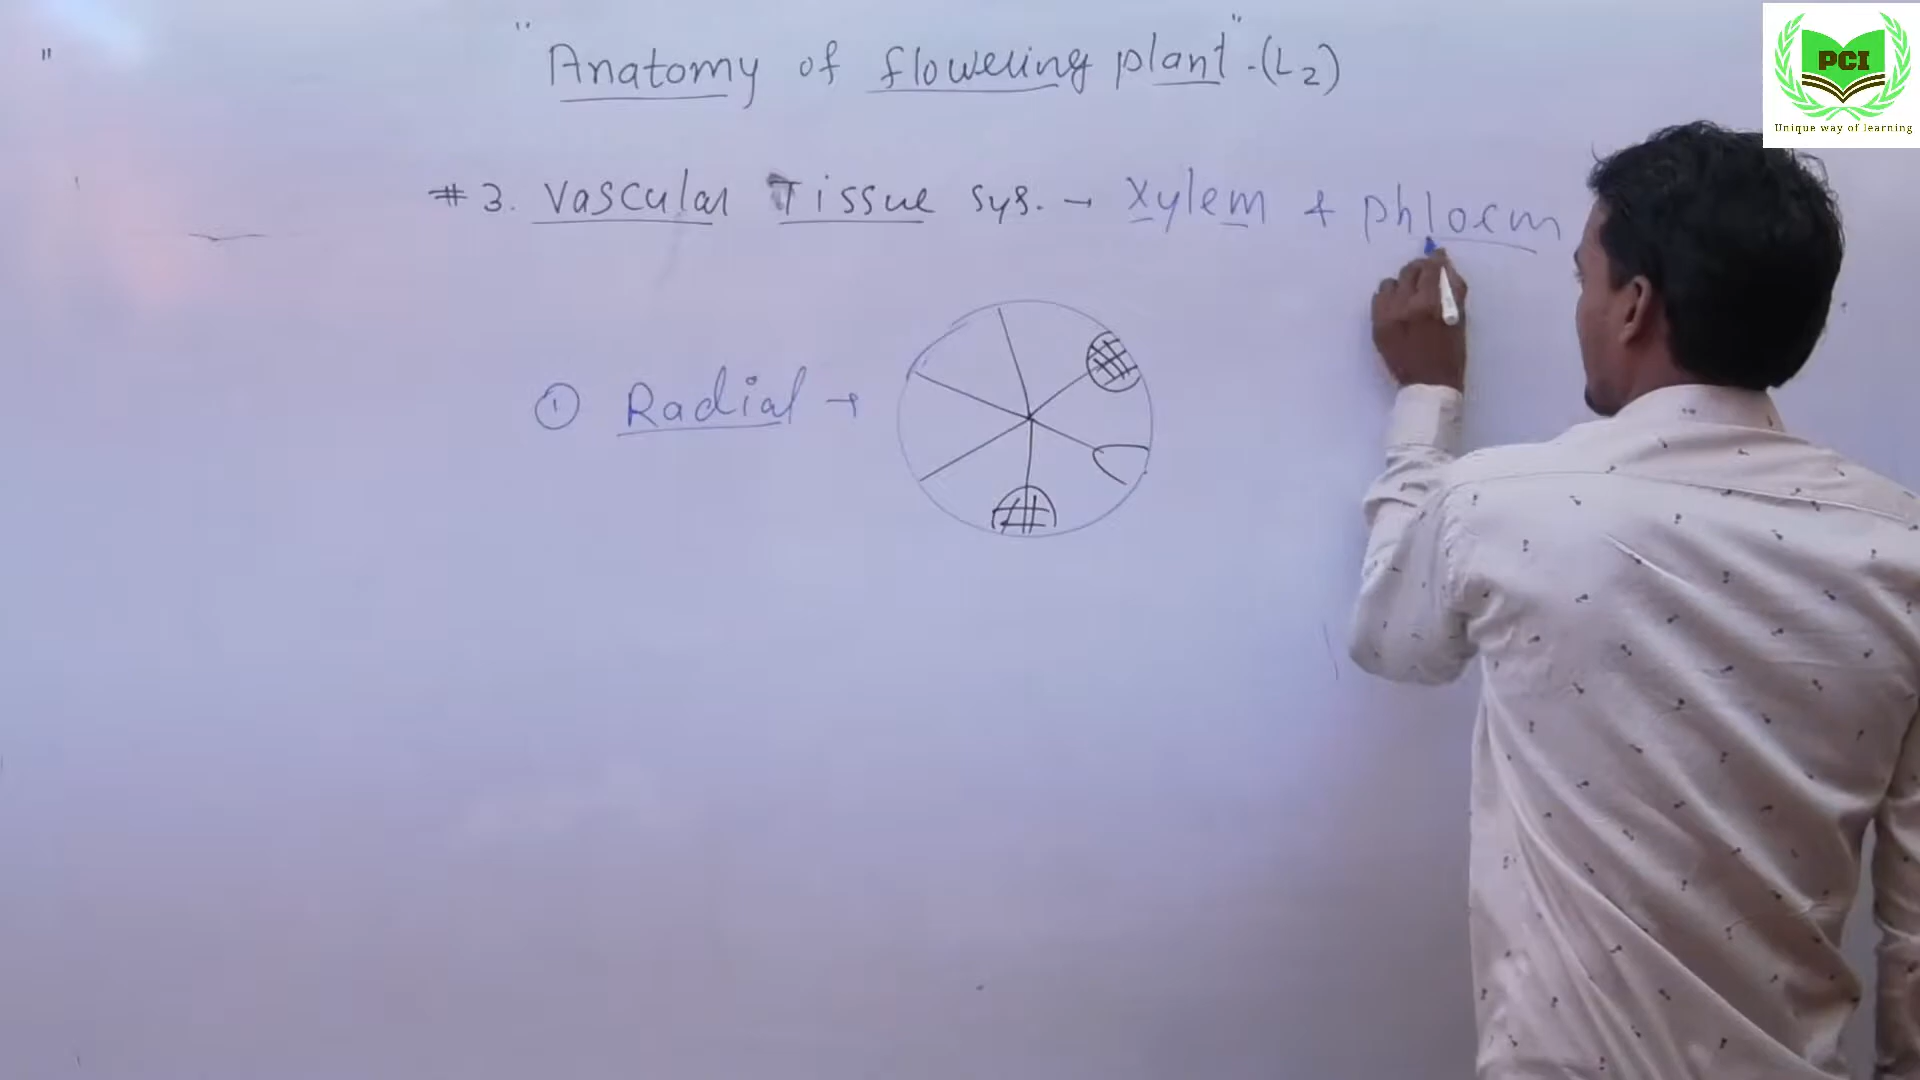 "Anatomy of flowering plant" - (L2)
# 3. Vascular Tissue sys. → Xylem + phloem
① Radial →
PCI
Unique way of learning